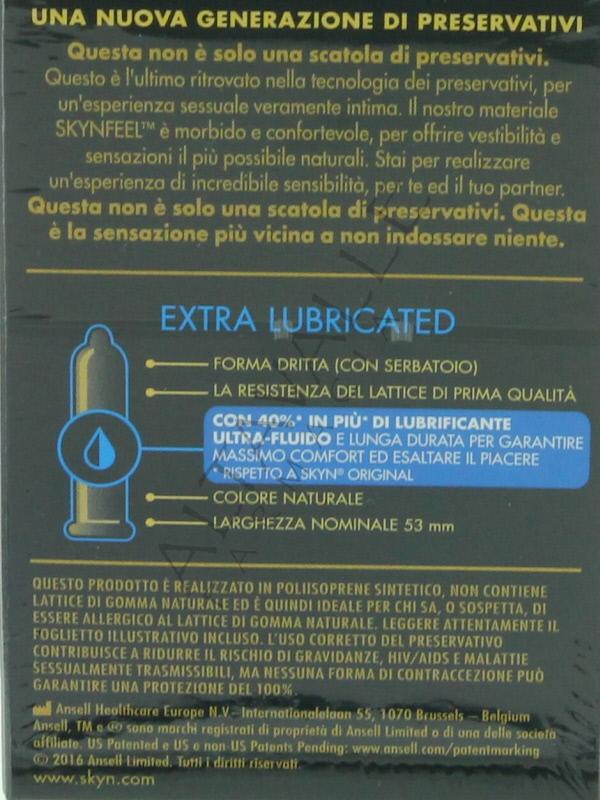 UNA NUOVA GENERAZIONE DI PRESERVATIVI
Questa non è solo una scatola di preservativi.
Questo è l'ultimo ritrovato nella tecnologia dei preservativi, per
un'esperienza sessuale veramente intima. Il nostro materiale
SKYNFEEL™ è morbido e confortevole, per offrire vestibilità e
sensazioni il più possibile naturali. Stai per realizzare
un'esperienza di incredibile sensibilità, per te ed il tuo partner.
Questa non è solo una scatola di preservativi. Questa
è la sensazione più vicina a non indossare niente.
EXTRA LUBRICATED
FORMA DRITTA (CON SERBATOIO)
LA RESISTENZA DEL LATTICE DI PRIMA QUALITÀ
CON 40%* IN PIÙ* DI LUBRIFICANTE
ULTRA-FLUIDO E LUNGA DURATA PER GARANTIRE
MASSIMO COMFORT ED ESALTARE IL PIACERE
* RISPETTO A SKYN® ORIGINAL
COLORE NATURALE
LARGHEZZA NOMINALE 53 mm
QUESTO PRODOTTO È REALIZZATO IN POLIISOPRENE SINTETICO, NON CONTIENE
LATTICE DI GOMMA NATURALE ED È QUINDI IDEALE PER CHI SA, O SOSPETTA, DI
ESSERE ALLERGICO AL LATTICE DI GOMMA NATURALE. LEGGERE ATTENTAMENTE IL
FOGLIETTO ILLUSTRATIVO INCLUSO. L'USO CORRETTO DEL PRESERVATIVO
CONTRIBUISCE A RIDURRE IL RISCHIO DI GRAVIDANZE, HIV/AIDS E MALATTIE
SESSUALMENTE TRASMISSIBILI, MA NESSUNA FORMA DI CONTRACCEZIONE PUÒ
GARANTIRE UNA PROTEZIONE DEL 100%.
Ansell Healthcare Europe N.V. Internationalelaan 55, 1070 Brussels – Belgium
Ansell, TM e ® sono marchi registrati di proprietà di Ansell Limited o di una delle società
affiliate. US Patented e US e non-US Patents Pending: www.ansell.com/patentmarking
© 2016 Ansell Limited. Tutti i diritti riservati.
www.skyn.com